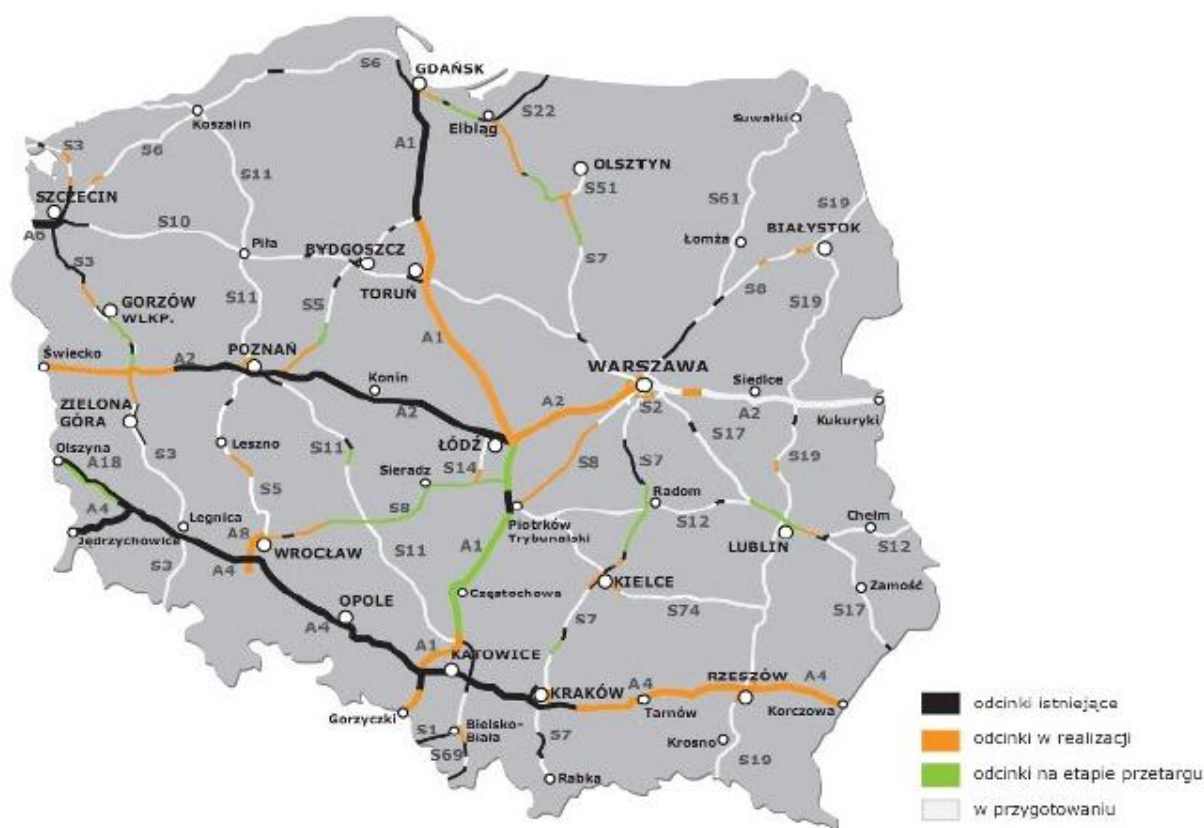 S6
GDAŃSK
S22
Elbląg
Suwałki
Koszalin
A1
S3
S6
S11
OLSZTYN
S51
S61
S19
SZCZECIN
S10
A6
Piła
BYDGOSZCZ
Łomża
BIAŁYSTOK
S3
TORUŃ
S7
S8
S19
GORZÓW
WLKP.
S11
S5
A1
Świecko
A2
POZNAŃ
WARSZAWA
Konin
A2
A2
S2
Siedlce
A2
Kukuryki
ZIELONA
GÓRA
Leszno
S11
ŁÓDŹ
S17
Olszyna
A18
S3
Sieradz
S14
S8
S7
S19
A4
S5
S8
Radom
Legnica
Piotrków
Trybunalski
S12
Chełm
Jędrzychowice
A8
WROCŁAW
A1
LUBLIN
S12
S3
A4
S11
KIELCE
Zamość
OPOLE
Częstochowa
S74
S17
A4
S7
A1
KATOWICE
RZESZÓW
A4
A4
KRAKÓW
Tarnów
Korczowa
Gorzyczki
S1
Bielsko-
Biała
S69
S7
Krosno
S19
Rabka
odcinki istniejące
odcinki w realizacji
odcinki na etapie przetargu
w przygotowaniu